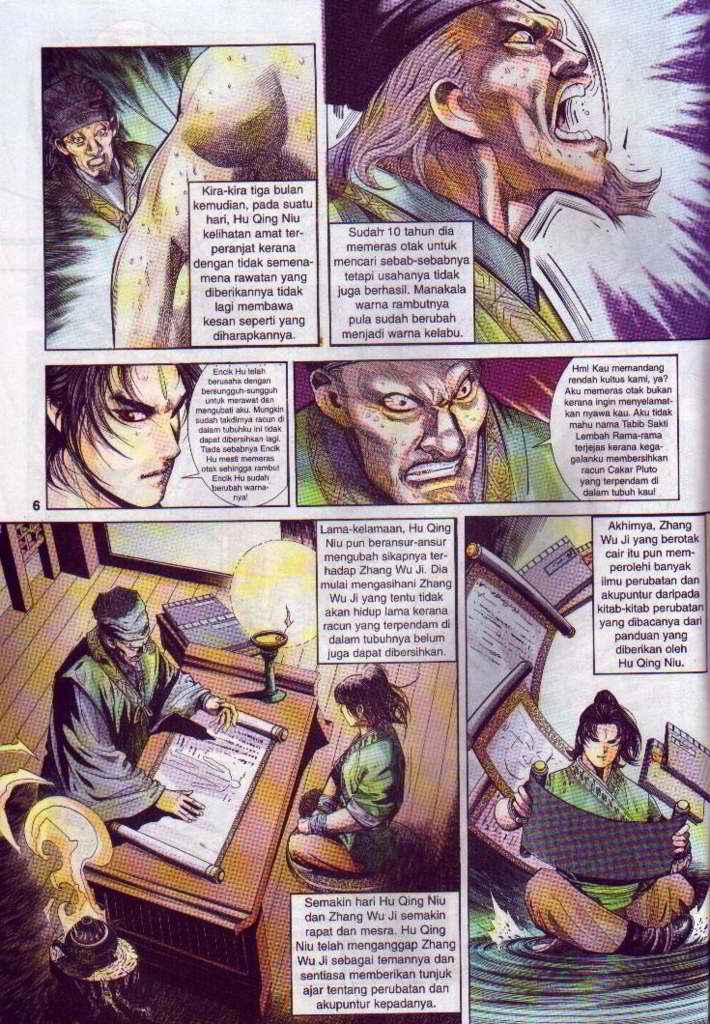 Kira-kira tiga bulan
kemudian, pada suatu
hari, Hu Qing Niu
kelihatan amat ter-
peranjat kerana
dengan tidak semena-
mena rawatan yang
diberikannya tidak
lagi membawa
kesan seperti yang
diharapkannya.
Sudah 10 tahun dia
memeras otak untuk
mencari sebab-sebabnya
tetapi usahanya tidak
juga berhasil. Manakala
warna rambutnya
pula sudah berubah
menjadi warna kelabu.
Encik Hu telah
berusaha dengan
bersungguh-sungguh
untuk merawat dan
mengubati aku. Mungkin
sudah takdirnya racun di
dalam tubuhku ini tidak
dapat dibersihkan lagi.
Tiada sebabnya Encik
Hu mesti memeras
otak sehingga rambut
Encik Hu sudah
berubah warna-
nya!
Hm! Kau memandang
rendah kultus kami, ya?
Aku memeras otak bukan
kerana ingin menyelamat-
kan nyawa kau. Aku tidak
mahu nama Tabib Sakti
Lembah Rama-rama
terjejas kerana kega-
galanku membersihkan
racun Cakar Pluto
yang terpendam di
dalam tubuh kau!
6
Lama-kelamaan, Hu Qing
Niu pun beransur-ansur
mengubah sikapnya ter-
hadap Zhang Wu Ji. Dia
mulai mengasihani Zhang
Wu Ji yang tentu tidak
akan hidup lama kerana
racun yang terpendam di
dalam tubuhnya belum
juga dapat dibersihkan.
Semakin hari Hu Qing Niu
dan Zhang Wu Ji semakin
rapat dan mesra. Hu Qing
Niu telah menganggap Zhang
Wu Ji sebagai temannya dan
sentiasa memberikan tunjuk
ajar tentang perubatan dan
akupuntur kepadanya.
Akhirnya, Zhang
Wu Ji yang berotak
cair itu pun mem-
perolehi banyak
ilmu perubatan dan
akupuntur daripada
kitab-kitab perubatan
yang dibacanya dari
panduan yang
diberikan oleh
Hu Qing Niu.